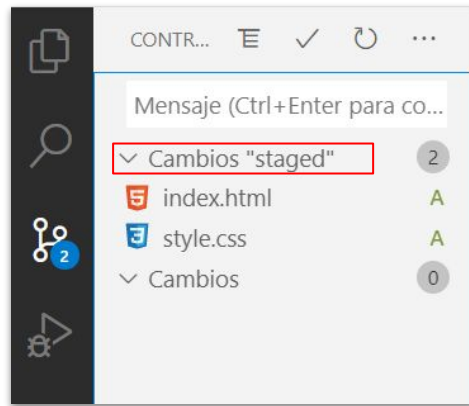 CONTR...
Mensaje (Ctrl+Enter para co...
Cambios "staged" 2
index.html A
style.css A
2
Cambios 0